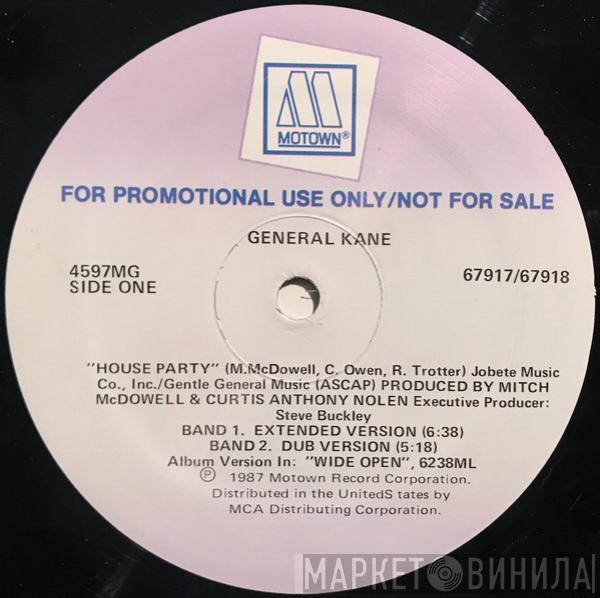 MOTOWN®
FOR PROMOTIONAL USE ONLY/NOT FOR SALE
GENERAL KANE
4597MG
SIDE ONE
67917/67918
"HOUSE PARTY" (M.McDowell, C. Owen, R. Trotter) Jobete Music
Co., Inc./Gentle General Music (ASCAP) PRODUCED BY MITCH
McDOWELL & CURTIS ANTHONY NOLEN Executive Producer:
Steve Buckley
BAND 1. EXTENDED VERSION (6:38)
BAND 2. DUB VERSION (5:18)
Album Version In: "WIDE OPEN", 6238ML
℗ 1987 Motown Record Corporation.
Distributed in the UnitedS tates by
MCA Distributing Corporation.
МАРКЕТ ВИНИЛА